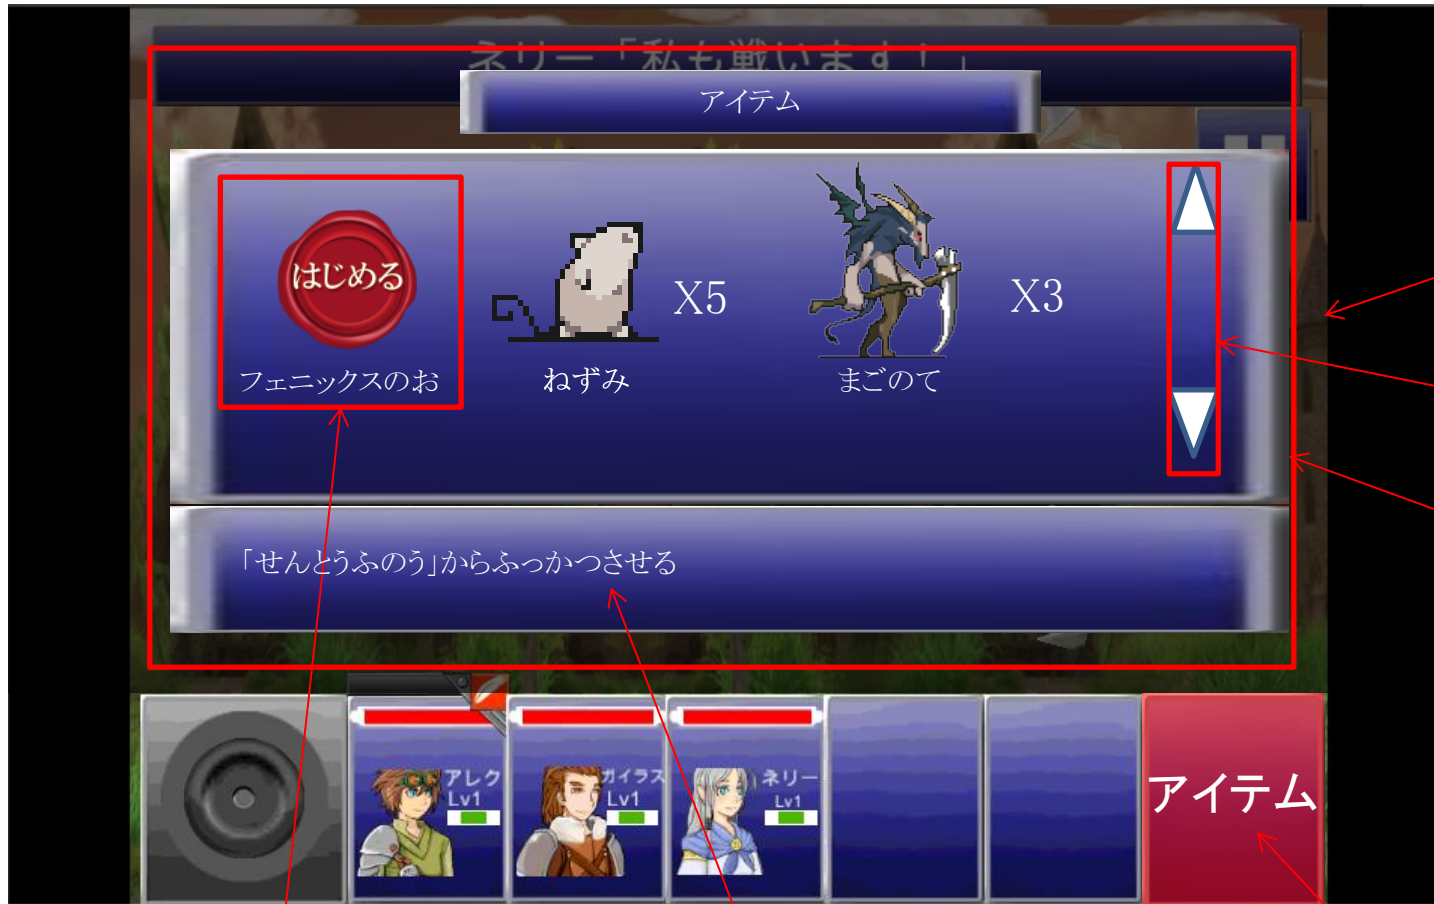 ネリー「私も戦います！」
アイテム
はじめる
フェニックスのお
X5
ねずみ
X3
まごのて
「せんとうふのう」からふっかつさせる
アレク
Lv1
ガイラス
Lv1
ネリー
Lv1
アイテム